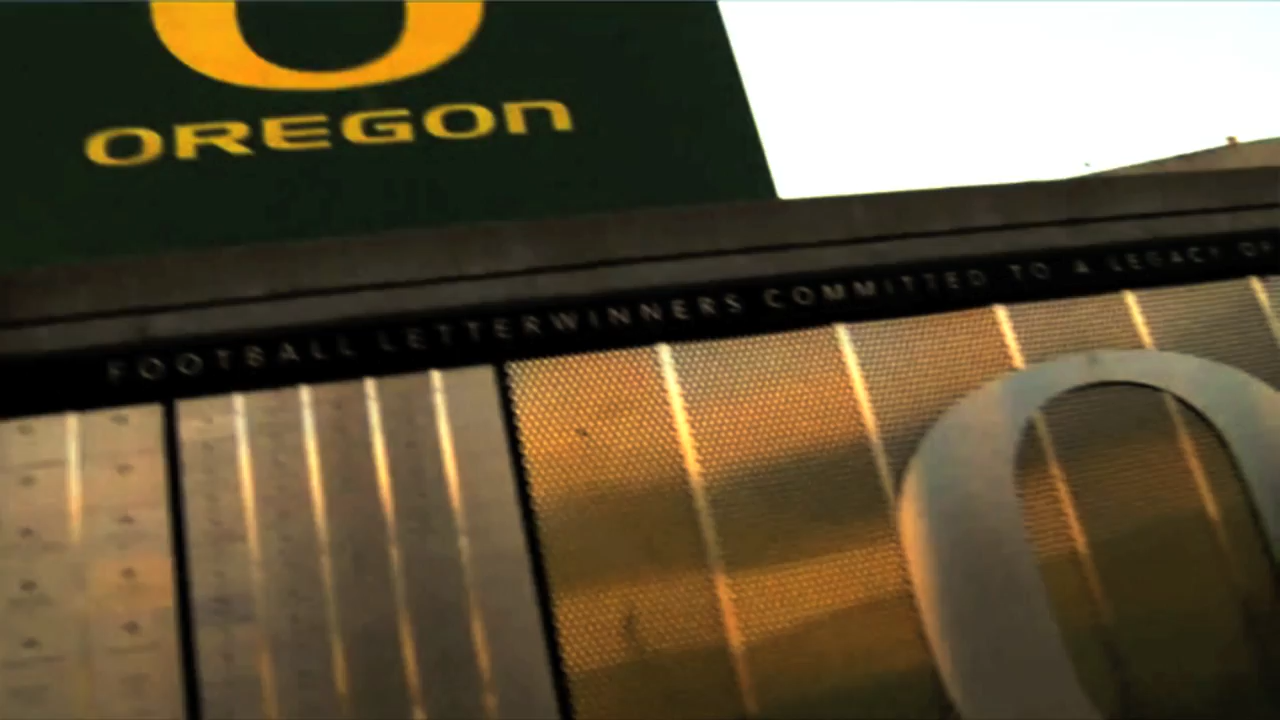 O
OREGON
FOOTBALL LETTERWINNERS COMMITTED TO A LEGACY OF
O